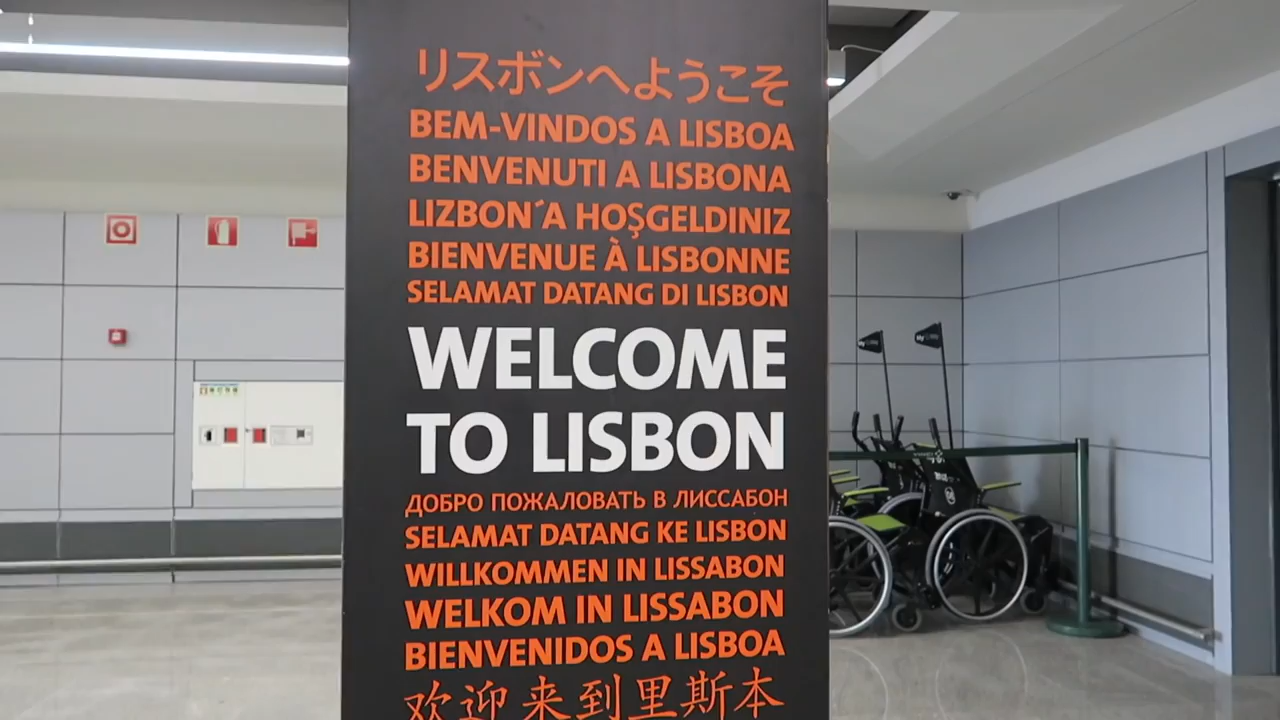 リスボンへようこそ
BEM-VINDOS A LISBOA
BENVENUTI A LISBONA
LIZBON´A HOŞGELDINIZ
BIENVENUE À LISBONNE
SELAMAT DATANG DI LISBON
WELCOME
TO LISBON
ДОБРО ПОЖАЛОВАТЬ В ЛИССАБОН
SELAMAT DATANG KE LISBON
WILLKOMMEN IN LISSABON
WELKOM IN LISSABON
BIENVENIDOS A LISBOA
欢迎来到里斯本